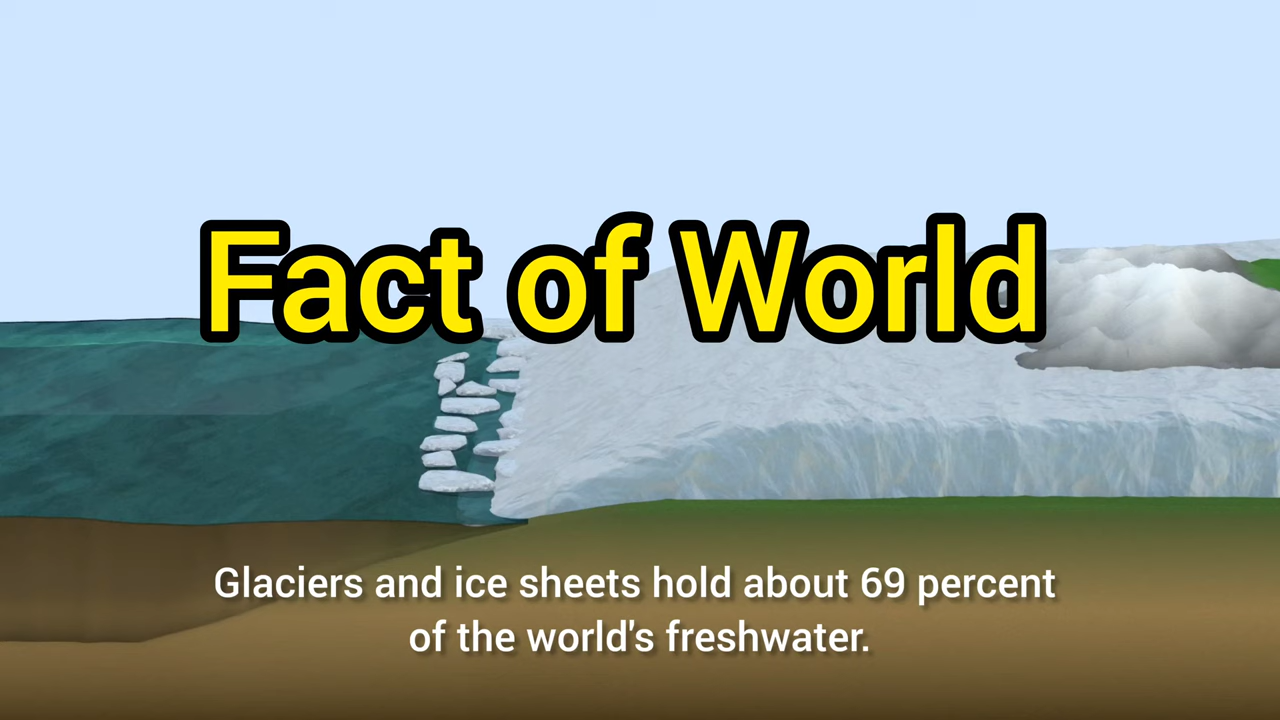 Fact of World
Glaciers and ice sheets hold about 69 percent
of the world's freshwater.